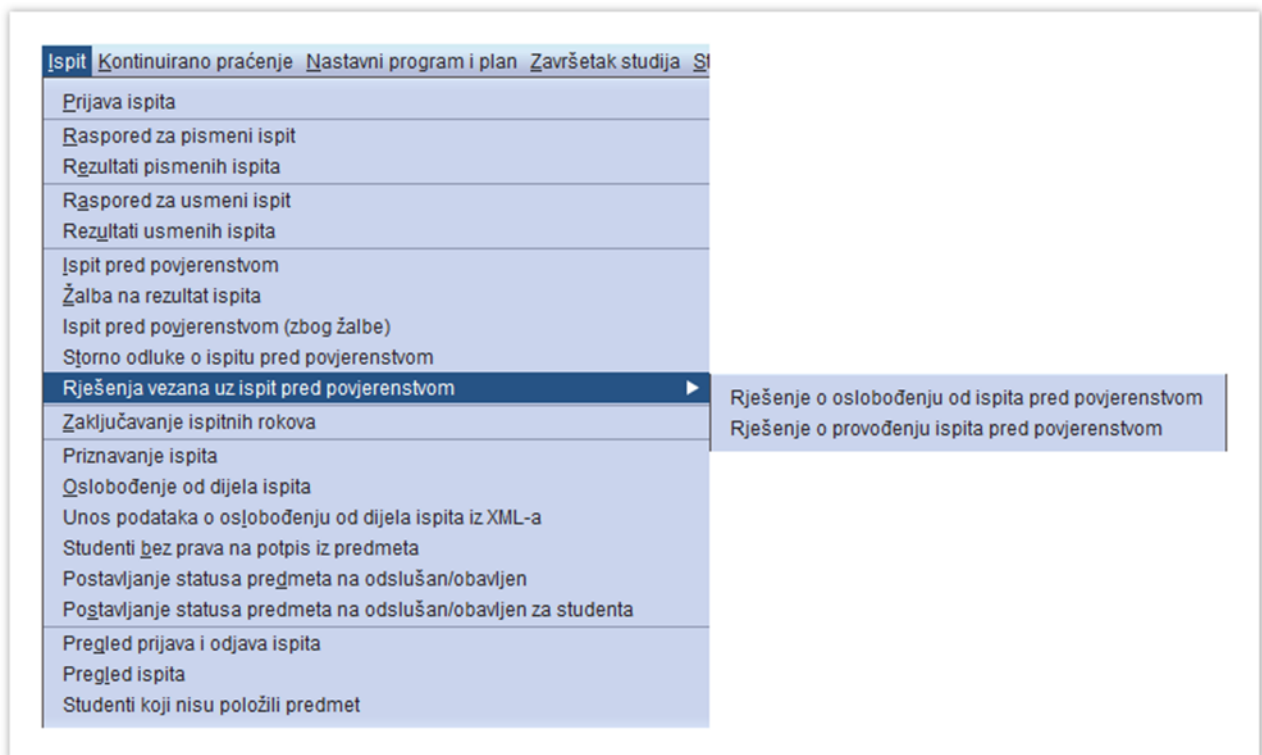 Ispit Kontinuirano praćenje Nastavni program i plan Završetak studija St
Prijava ispita
Raspored za pismeni ispit
Rezultati pismenih ispita
Raspored za usmeni ispit
Rezultati usmenih ispita
Ispit pred povjerenstvom
Žalba na rezultat ispita
Ispit pred povjerenstvom (zbog žalbe)
Storno odluke o ispitu pred povjerenstvom
Rješenja vezana uz ispit pred povjerenstvom
Rješenje o oslobođenju od ispita pred povjerenstvom
Rješenje o provođenju ispita pred povjerenstvom
Zaključavanje ispitnih rokova
Priznavanje ispita
Oslobođenje od dijela ispita
Unos podataka o oslobođenju od dijela ispita iz XML-a
Studenti bez prava na potpis iz predmeta
Postavljanje statusa predmeta na odslušan/obavljen
Postavljanje statusa predmeta na odslušan/obavljen za studenta
Pregled prijava i odjava ispita
Pregled ispita
Studenti koji nisu položili predmet